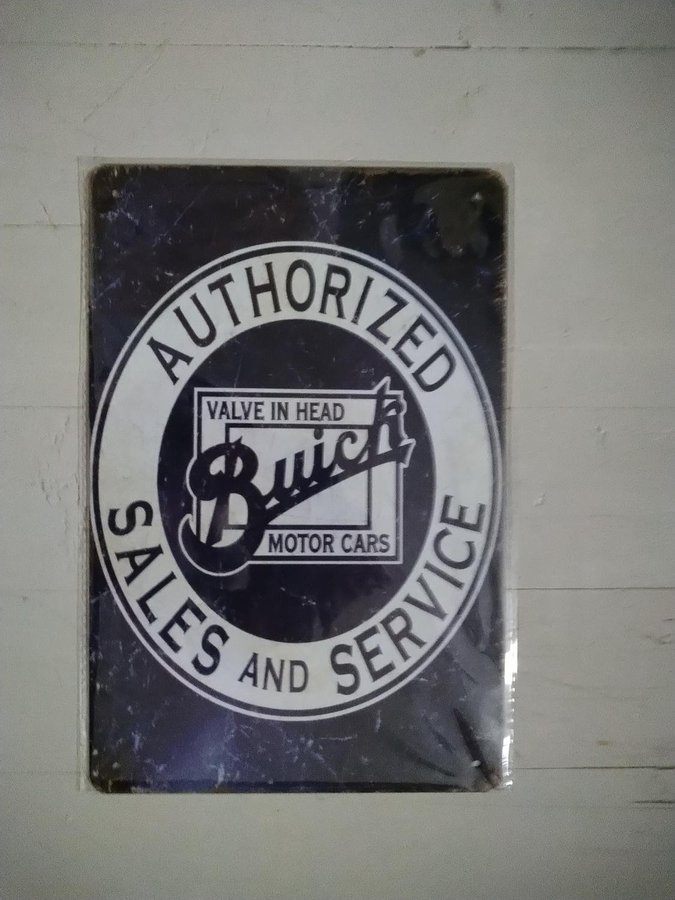 AUTHORIZED
VALVE IN HEAD
Buick
MOTOR CARS
SALES AND SERVICE